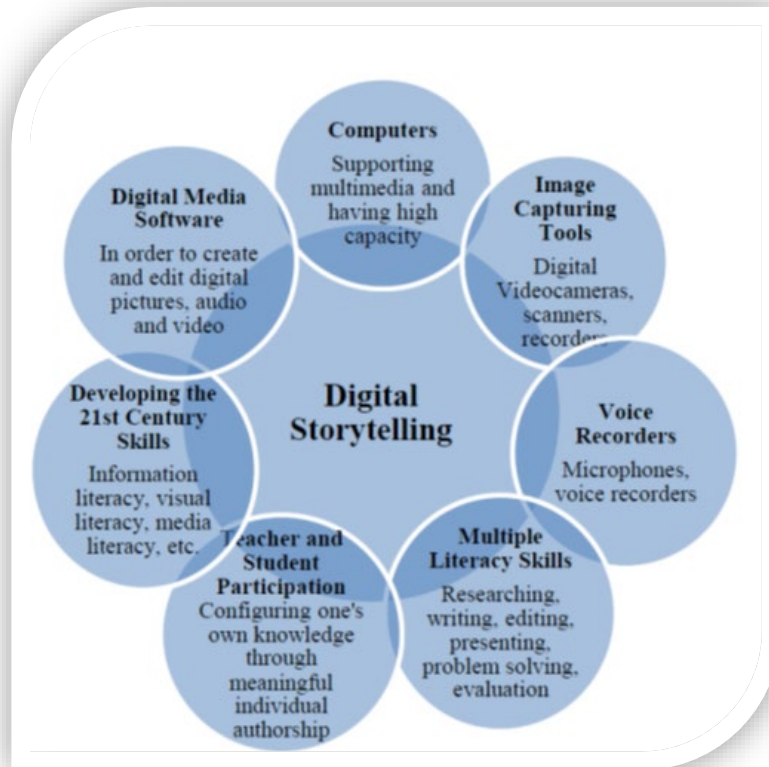 Computers
Supporting
multimedia and
having high
capacity
Image
Capturing
Tools
Digital
Videocameras,
scanners,
recorders
Voice
Recorders
Microphones,
voice recorders
Multiple
Literacy Skills
Researching,
writing, editing,
presenting,
problem solving,
evaluation
Teacher and
Student
Participation
Configuring one's
own knowledge
through
meaningful
individual
authorship
Developing the
21st Century
Skills
Information
literacy, visual
literacy, media
literacy, etc.
Digital Media
Software
In order to create
and edit digital
pictures, audio
and video
Digital
Storytelling